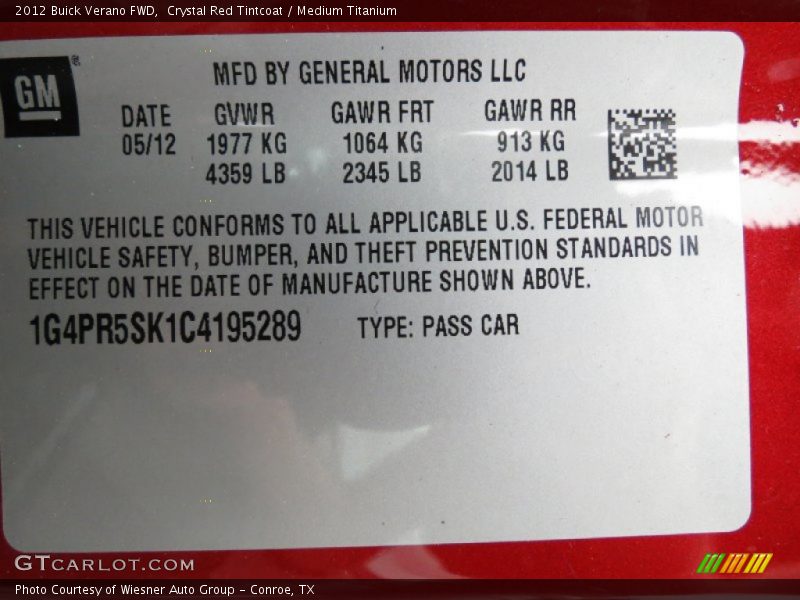 2012 Buick Verano FWD,  Crystal Red Tintcoat / Medium Titanium
GM®
MFD BY GENERAL MOTORS LLC
DATE GVWR GAWR FRT GAWR RR
05/12 1977 KG 1064 KG 913 KG
4359 LB 2345 LB 2014 LB
THIS VEHICLE CONFORMS TO ALL APPLICABLE U.S. FEDERAL MOTOR
VEHICLE SAFETY, BUMPER, AND THEFT PREVENTION STANDARDS IN
EFFECT ON THE DATE OF MANUFACTURE SHOWN ABOVE.
1G4PR5SK1C4195289 TYPE: PASS CAR
GTCARLOT.COM
Photo Courtesy of Wiesner Auto Group – Conroe, TX